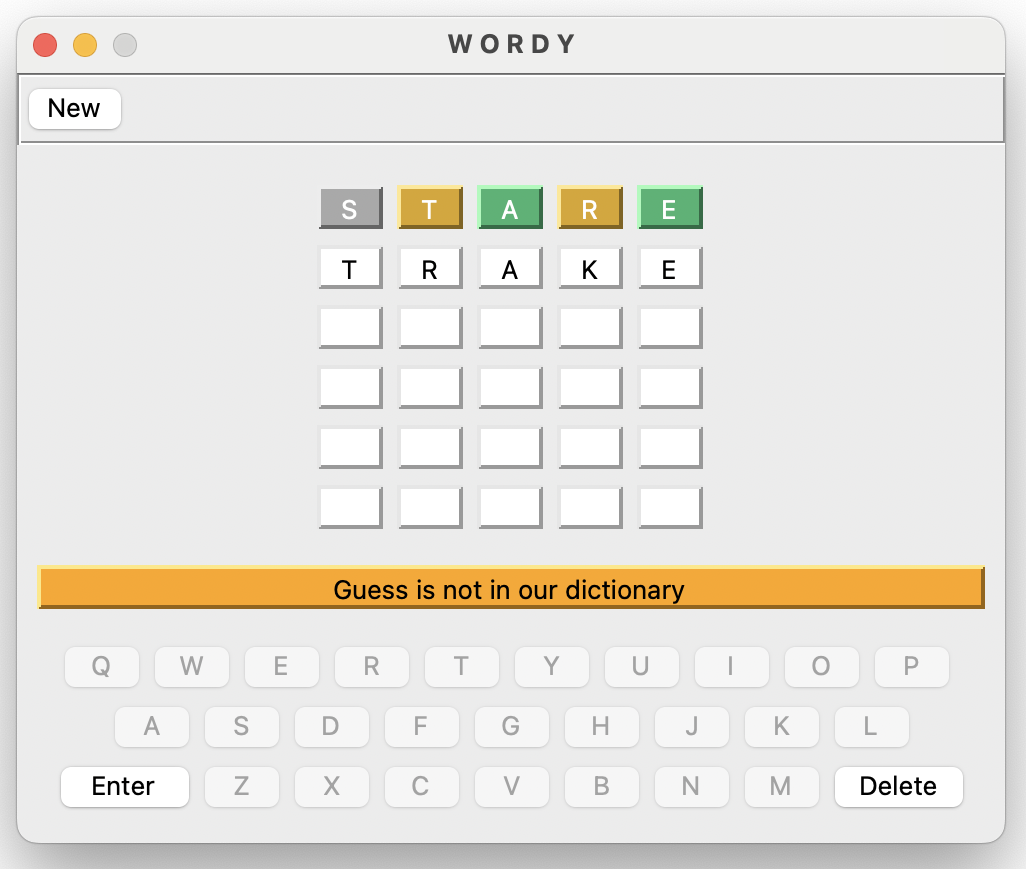 WORDY
New
S T A R E
T R A K E
Guess is not in our dictionary
Q W E R T Y U I O P
A S D F G H J K L
Enter Z X C V B N M Delete